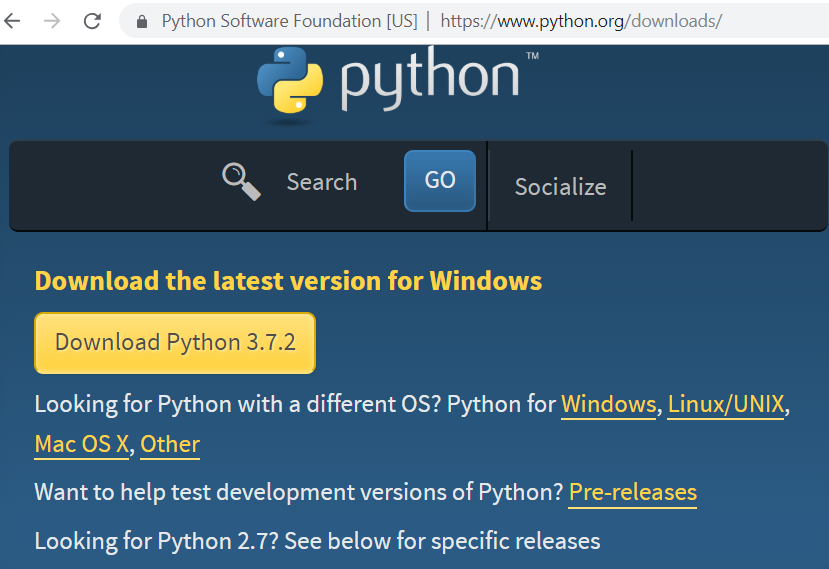 Python Software Foundation [US] | https://www.python.org/downloads/
python™
Search GO Socialize
Download the latest version for Windows
Download Python 3.7.2
Looking for Python with a different OS? Python for Windows, Linux/UNIX,
Mac OS X, Other
Want to help test development versions of Python? Pre-releases
Looking for Python 2.7? See below for specific releases